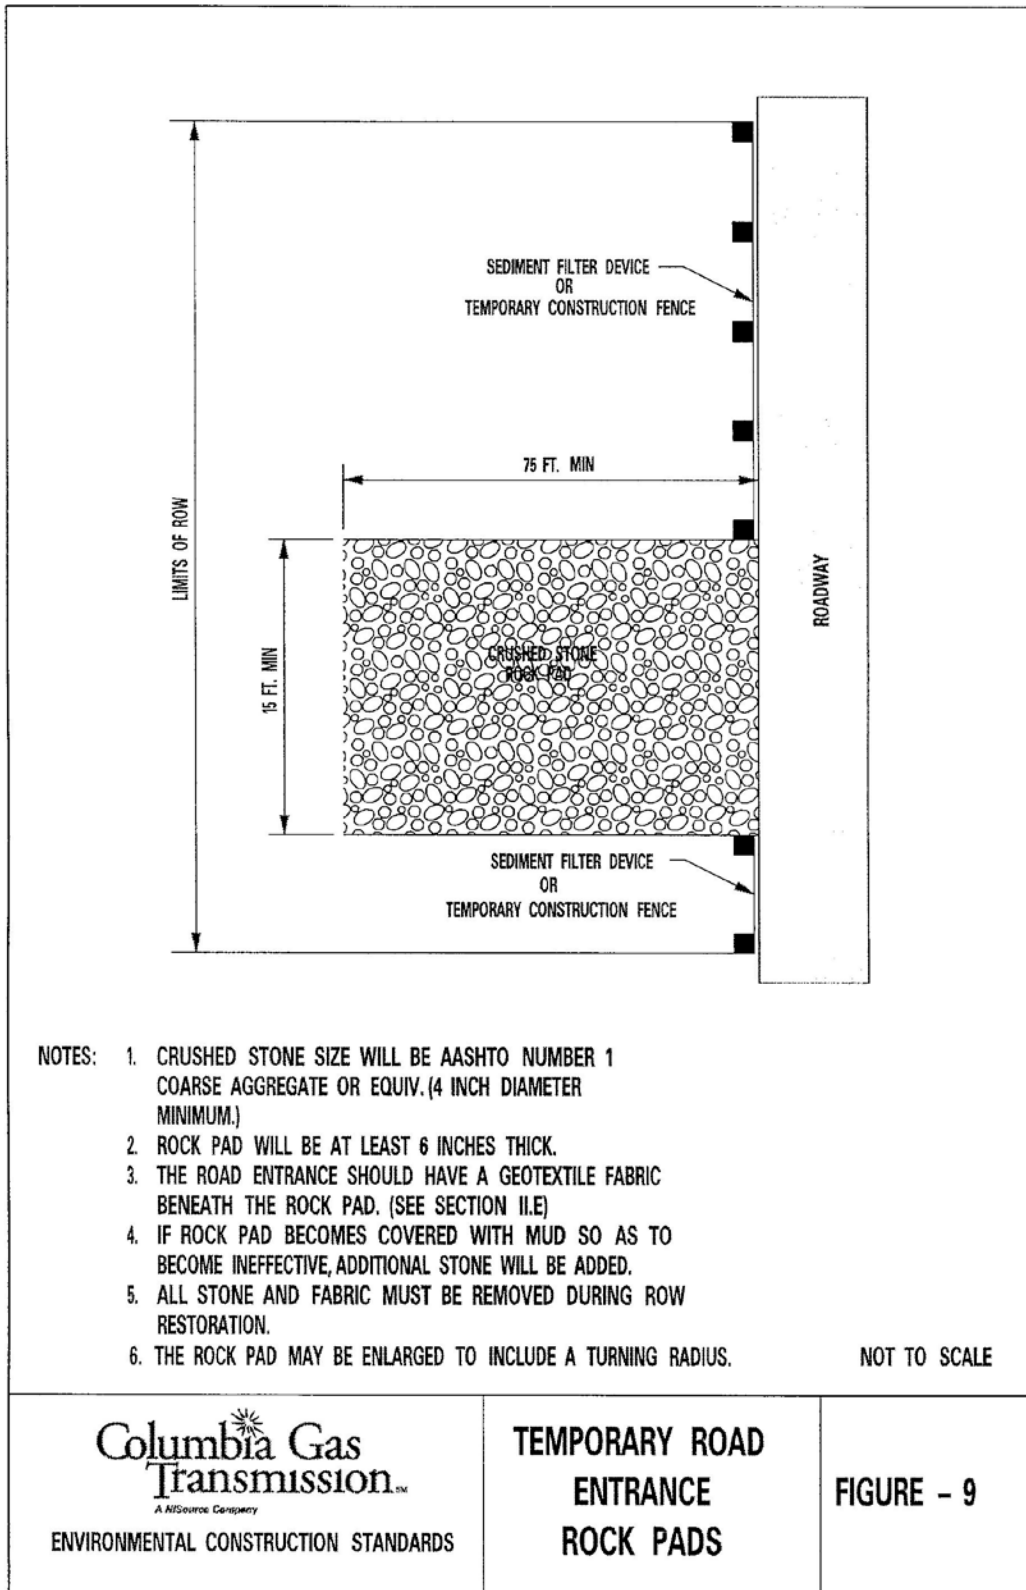 SEDIMENT FILTER DEVICE
OR
TEMPORARY CONSTRUCTION FENCE
75 FT. MIN
LIMITS OF ROW
ROADWAY
15 FT. MIN
CRUSHED STONE
ROCK PAD
SEDIMENT FILTER DEVICE
OR
TEMPORARY CONSTRUCTION FENCE
NOTES: 1. CRUSHED STONE SIZE WILL BE AASHTO NUMBER 1
COARSE AGGREGATE OR EQUIV. (4 INCH DIAMETER
MINIMUM.)
2. ROCK PAD WILL BE AT LEAST 6 INCHES THICK.
3. THE ROAD ENTRANCE SHOULD HAVE A GEOTEXTILE FABRIC
BENEATH THE ROCK PAD. (SEE SECTION II.E)
4. IF ROCK PAD BECOMES COVERED WITH MUD SO AS TO
BECOME INEFFECTIVE, ADDITIONAL STONE WILL BE ADDED.
5. ALL STONE AND FABRIC MUST BE REMOVED DURING ROW
RESTORATION.
6. THE ROCK PAD MAY BE ENLARGED TO INCLUDE A TURNING RADIUS.
NOT TO SCALE
Columbia Gas
Transmission℠
A NiSource Company
ENVIRONMENTAL CONSTRUCTION STANDARDS
TEMPORARY ROAD
ENTRANCE
ROCK PADS
FIGURE - 9